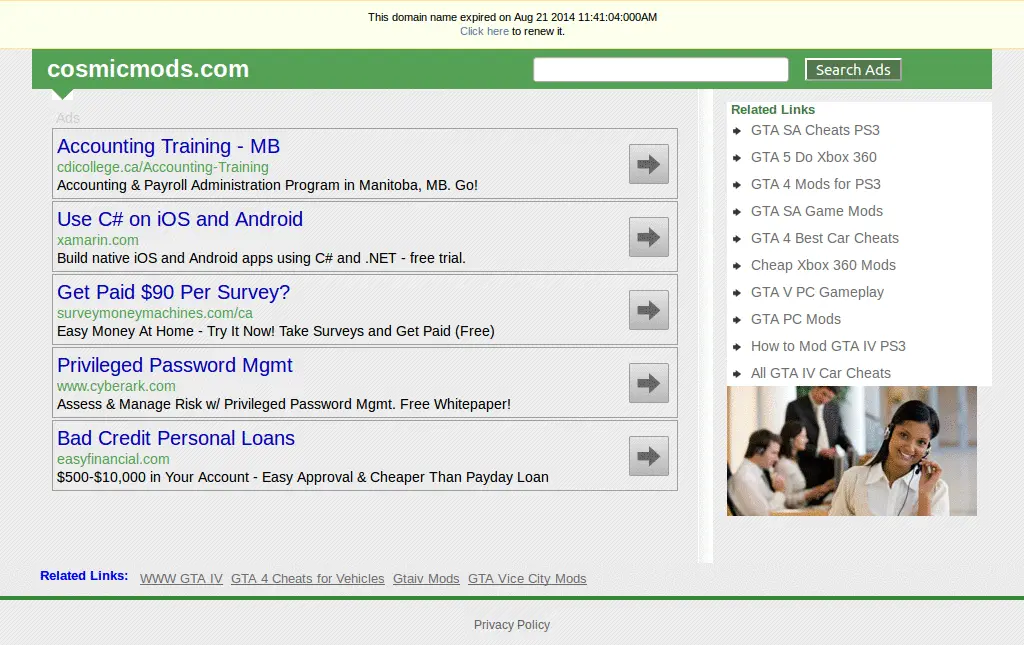 This domain name expired on Aug 21 2014 11:41:04:000AM
Click here to renew it.
cosmicmods.com
Search Ads
Ads
Accounting Training - MB
cdicollege.ca/Accounting-Training
Accounting & Payroll Administration Program in Manitoba, MB. Go!
Use C# on iOS and Android
xamarin.com
Build native iOS and Android apps using C# and .NET - free trial.
Get Paid $90 Per Survey?
surveymoneymachines.com/ca
Easy Money At Home - Try It Now! Take Surveys and Get Paid (Free)
Privileged Password Mgmt
www.cyberark.com
Assess & Manage Risk w/ Privileged Password Mgmt. Free Whitepaper!
Bad Credit Personal Loans
easyfinancial.com
$500-$10,000 in Your Account - Easy Approval & Cheaper Than Payday Loan
Related Links
GTA SA Cheats PS3
GTA 5 Do Xbox 360
GTA 4 Mods for PS3
GTA SA Game Mods
GTA 4 Best Car Cheats
Cheap Xbox 360 Mods
GTA V PC Gameplay
GTA PC Mods
How to Mod GTA IV PS3
All GTA IV Car Cheats
Related Links: WWW GTA IV GTA 4 Cheats for Vehicles Gtaiv Mods GTA Vice City Mods
Privacy Policy